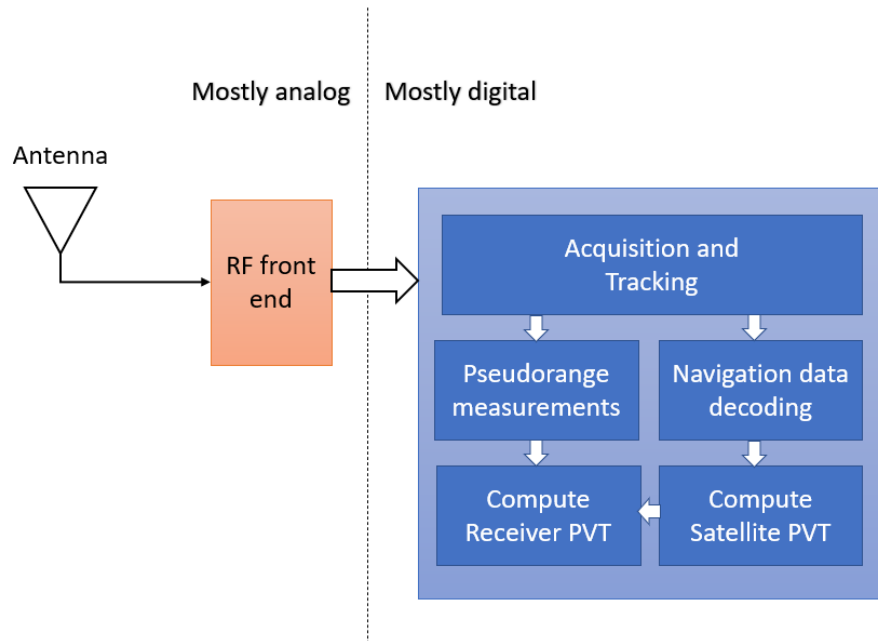 Mostly analog
Mostly digital
Antenna
RF front
end
Acquisition and
Tracking
Pseudorange
measurements
Navigation data
decoding
Compute
Receiver PVT
Compute
Satellite PVT